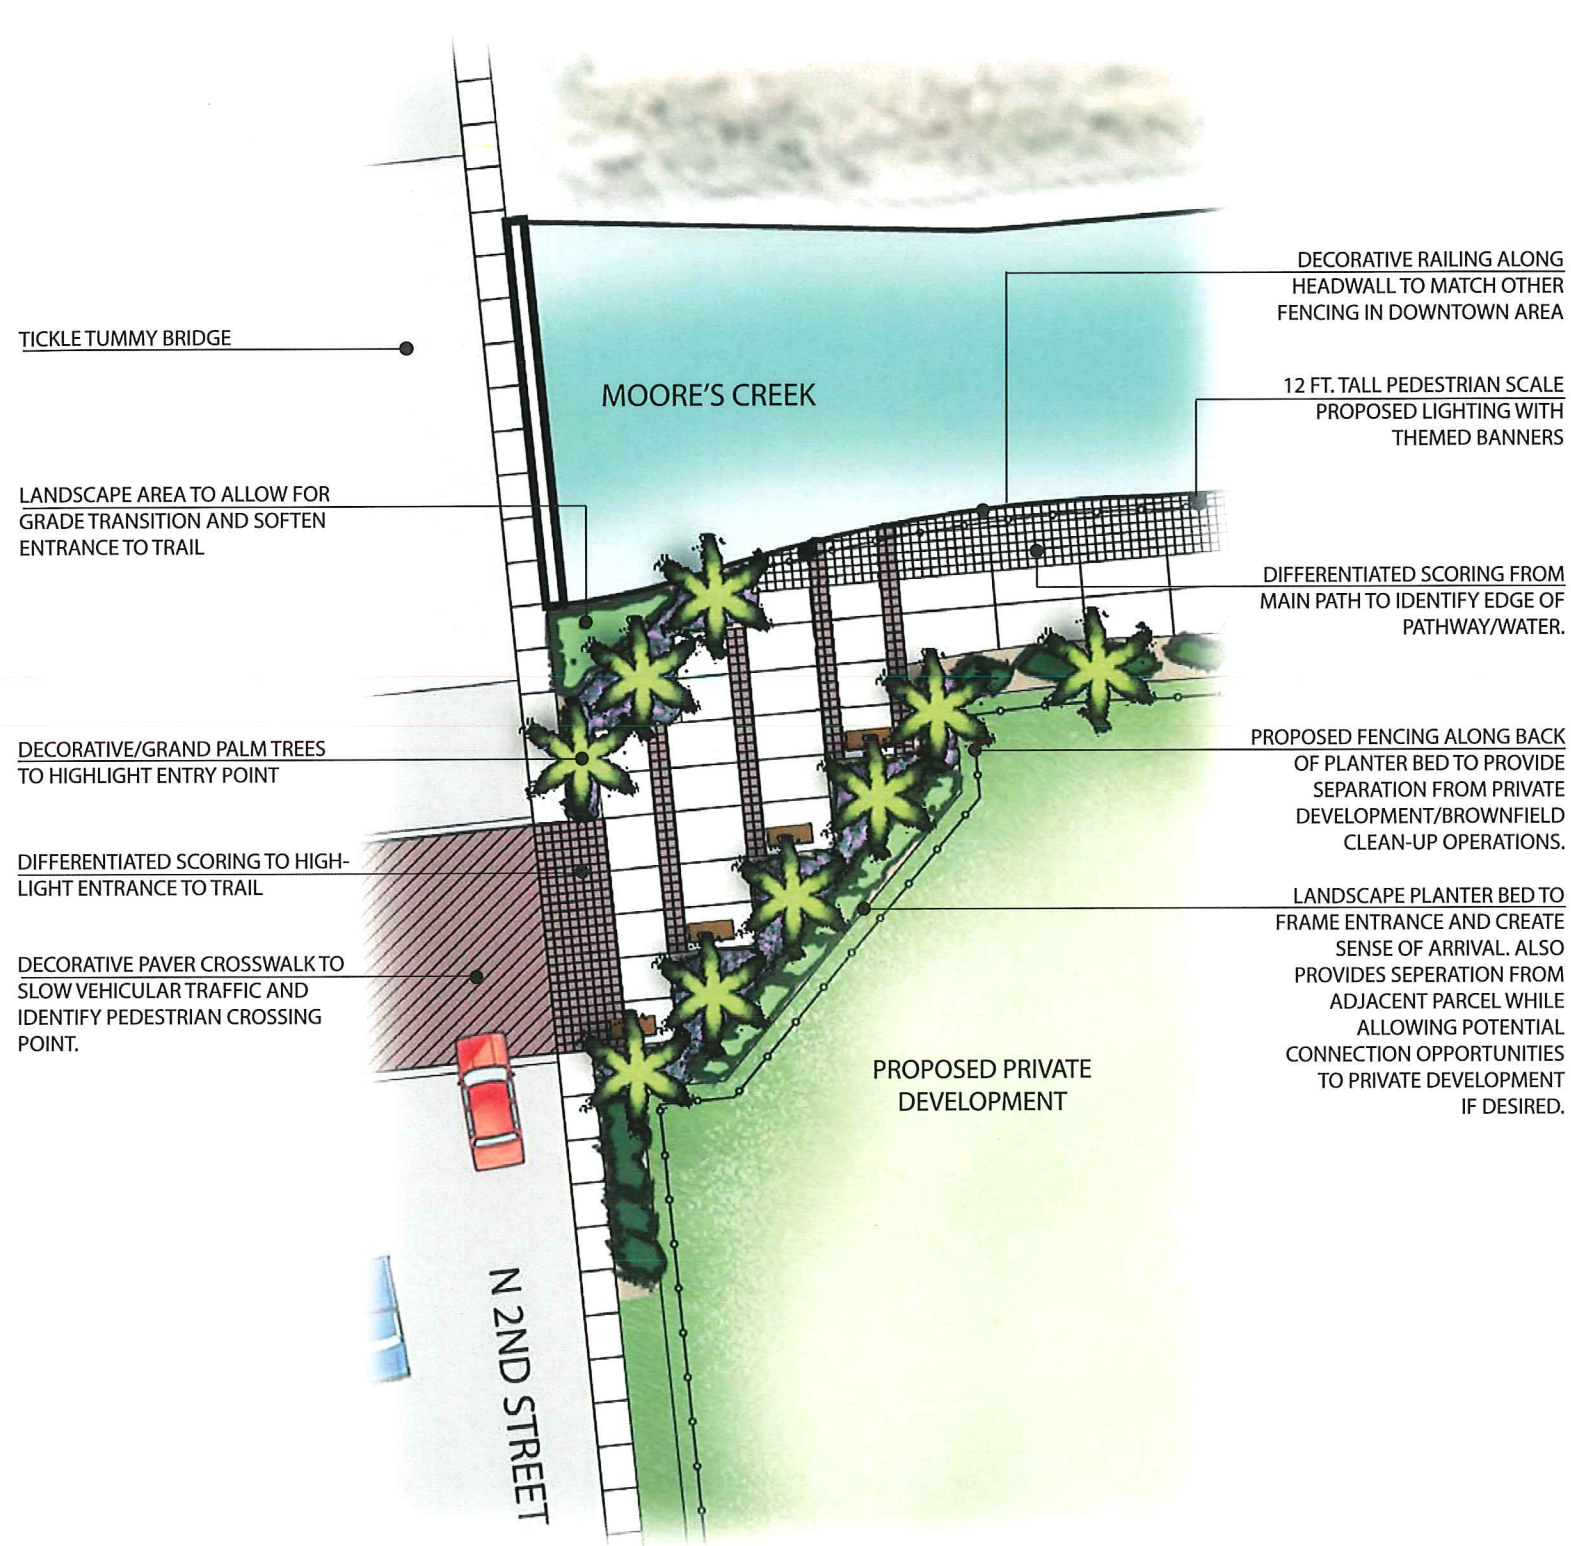 TICKLE TUMMY BRIDGE
LANDSCAPE AREA TO ALLOW FOR
GRADE TRANSITION AND SOFTEN
ENTRANCE TO TRAIL
DECORATIVE/GRAND PALM TREES
TO HIGHLIGHT ENTRY POINT
DIFFERENTIATED SCORING TO HIGH-
LIGHT ENTRANCE TO TRAIL
DECORATIVE PAVER CROSSWALK TO
SLOW VEHICULAR TRAFFIC AND
IDENTIFY PEDESTRIAN CROSSING
POINT.
MOORE'S CREEK
N 2ND STREET
PROPOSED PRIVATE
DEVELOPMENT
DECORATIVE RAILING ALONG
HEADWALL TO MATCH OTHER
FENCING IN DOWNTOWN AREA
12 FT. TALL PEDESTRIAN SCALE
PROPOSED LIGHTING WITH
THEMED BANNERS
DIFFERENTIATED SCORING FROM
MAIN PATH TO IDENTIFY EDGE OF
PATHWAY/WATER.
PROPOSED FENCING ALONG BACK
OF PLANTER BED TO PROVIDE
SEPARATION FROM PRIVATE
DEVELOPMENT/BROWNFIELD
CLEAN-UP OPERATIONS.
LANDSCAPE PLANTER BED TO
FRAME ENTRANCE AND CREATE
SENSE OF ARRIVAL. ALSO
PROVIDES SEPERATION FROM
ADJACENT PARCEL WHILE
ALLOWING POTENTIAL
CONNECTION OPPORTUNITIES
TO PRIVATE DEVELOPMENT
IF DESIRED.